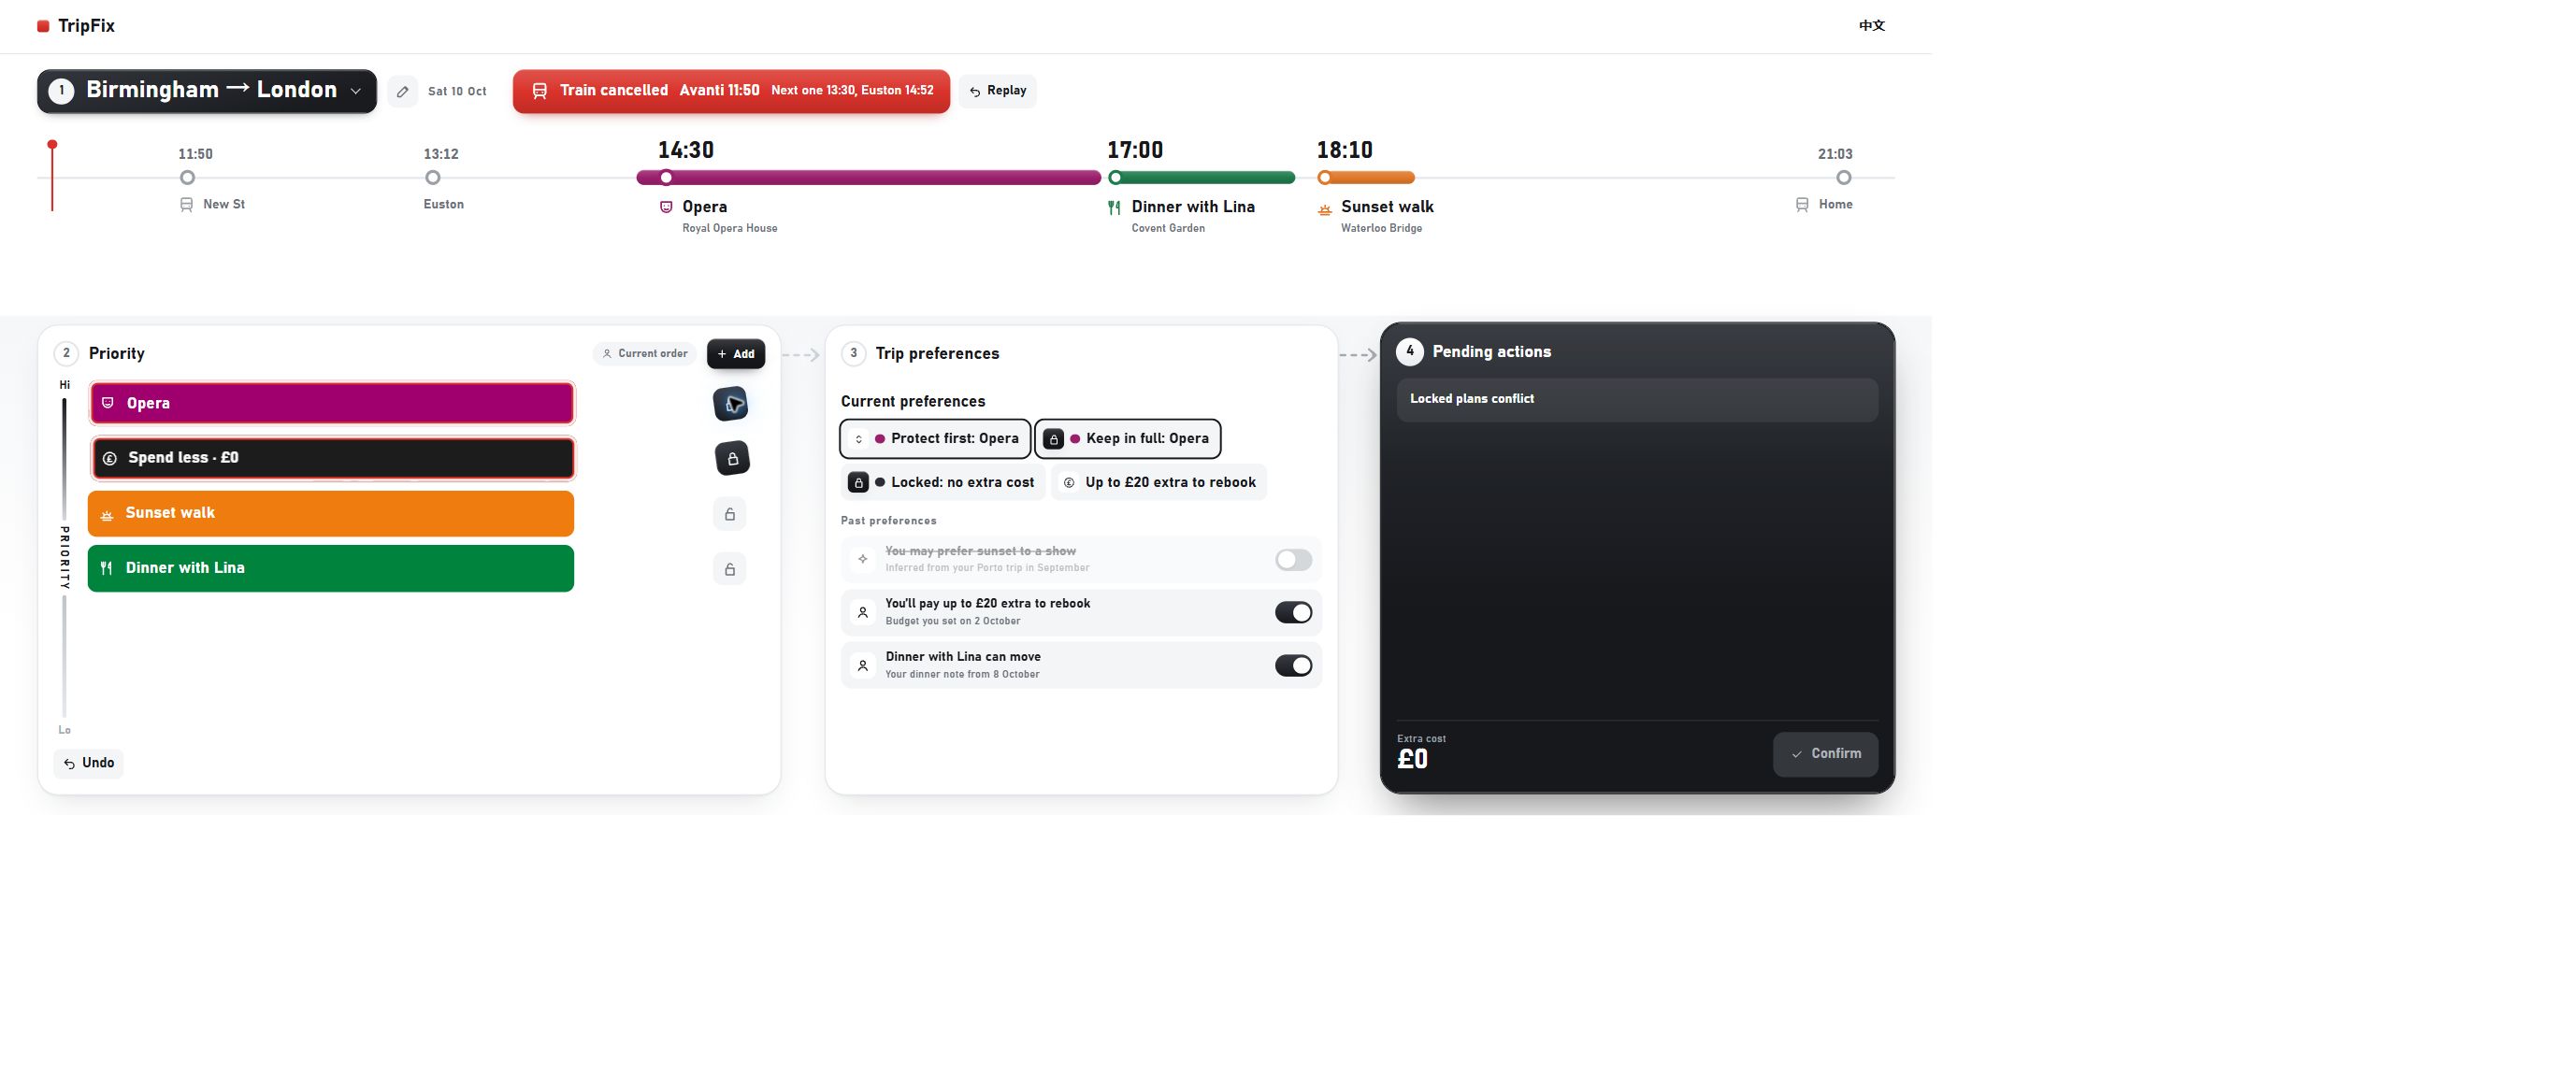 TripFix
中文
1 Birmingham → London
Sat 10 Oct
Train cancelled Avanti 11:50 Next one 13:30, Euston 14:52
Replay
11:50
13:12
14:30
17:00
18:10
21:03
New St
Euston
Opera
Royal Opera House
Dinner with Lina
Covent Garden
Sunset walk
Waterloo Bridge
Home
2 Priority
Current order
+ Add
Hi
PRIORITY
Lo
Opera
Spend less · £0
Sunset walk
Dinner with Lina
Undo
3 Trip preferences
Current preferences
Protect first: Opera
Keep in full: Opera
Locked: no extra cost
Up to £20 extra to rebook
Past preferences
You may prefer sunset to a show
Inferred from your Porto trip in September
You'll pay up to £20 extra to rebook
Budget you set on 2 October
Dinner with Lina can move
Your dinner note from 8 October
4 Pending actions
Locked plans conflict
Extra cost
£0
Confirm